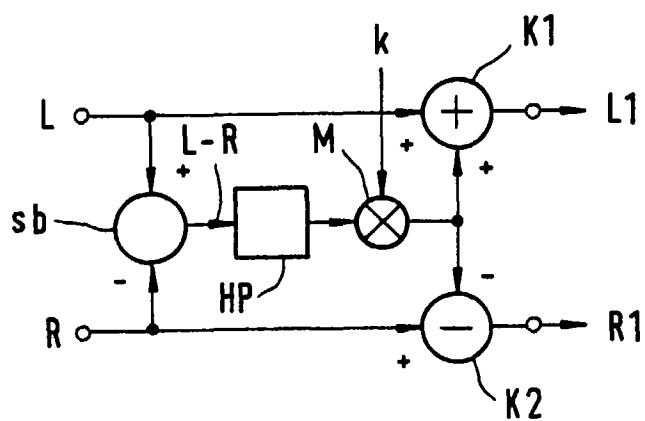 k
K1
L
L1
+
+
L-R
M
+
+
sb
-
-
HP
R
-
R1
+
K2